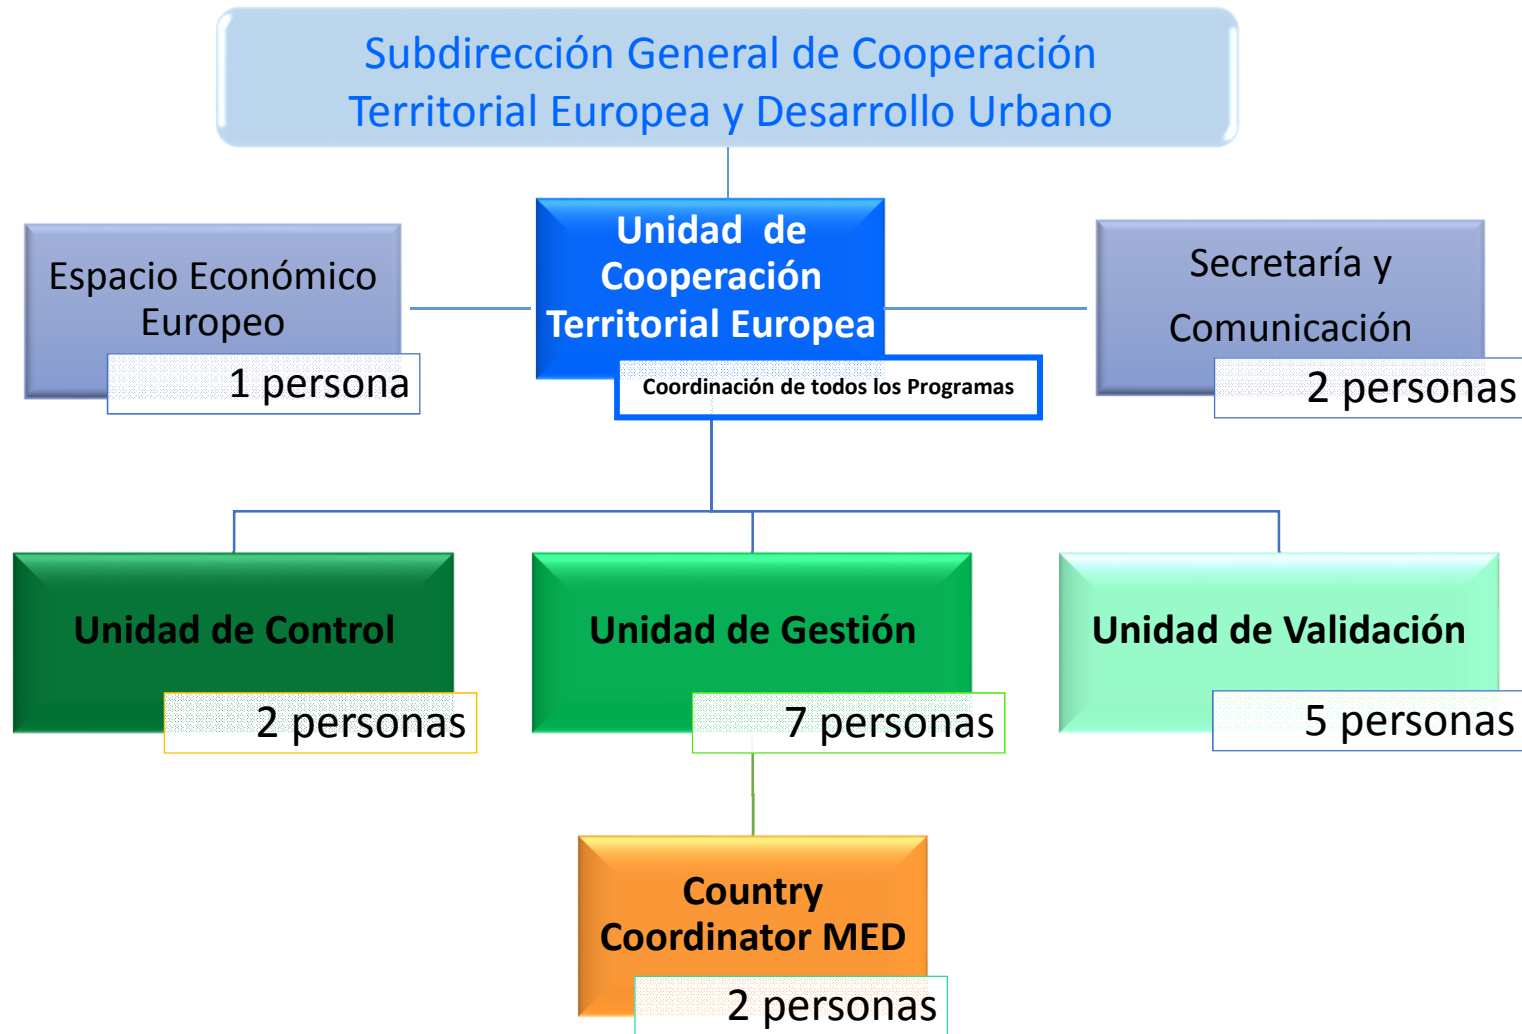 Subdirección General de Cooperación
Territorial Europea y Desarrollo Urbano
Unidad de
Cooperación
Territorial Europea
Coordinación de todos los Programas
Espacio Económico
Europeo
1 persona
Secretaría y
Comunicación
2 personas
Unidad de Control
2 personas
Unidad de Gestión
7 personas
Unidad de Validación
5 personas
Country
Coordinator MED
2 personas